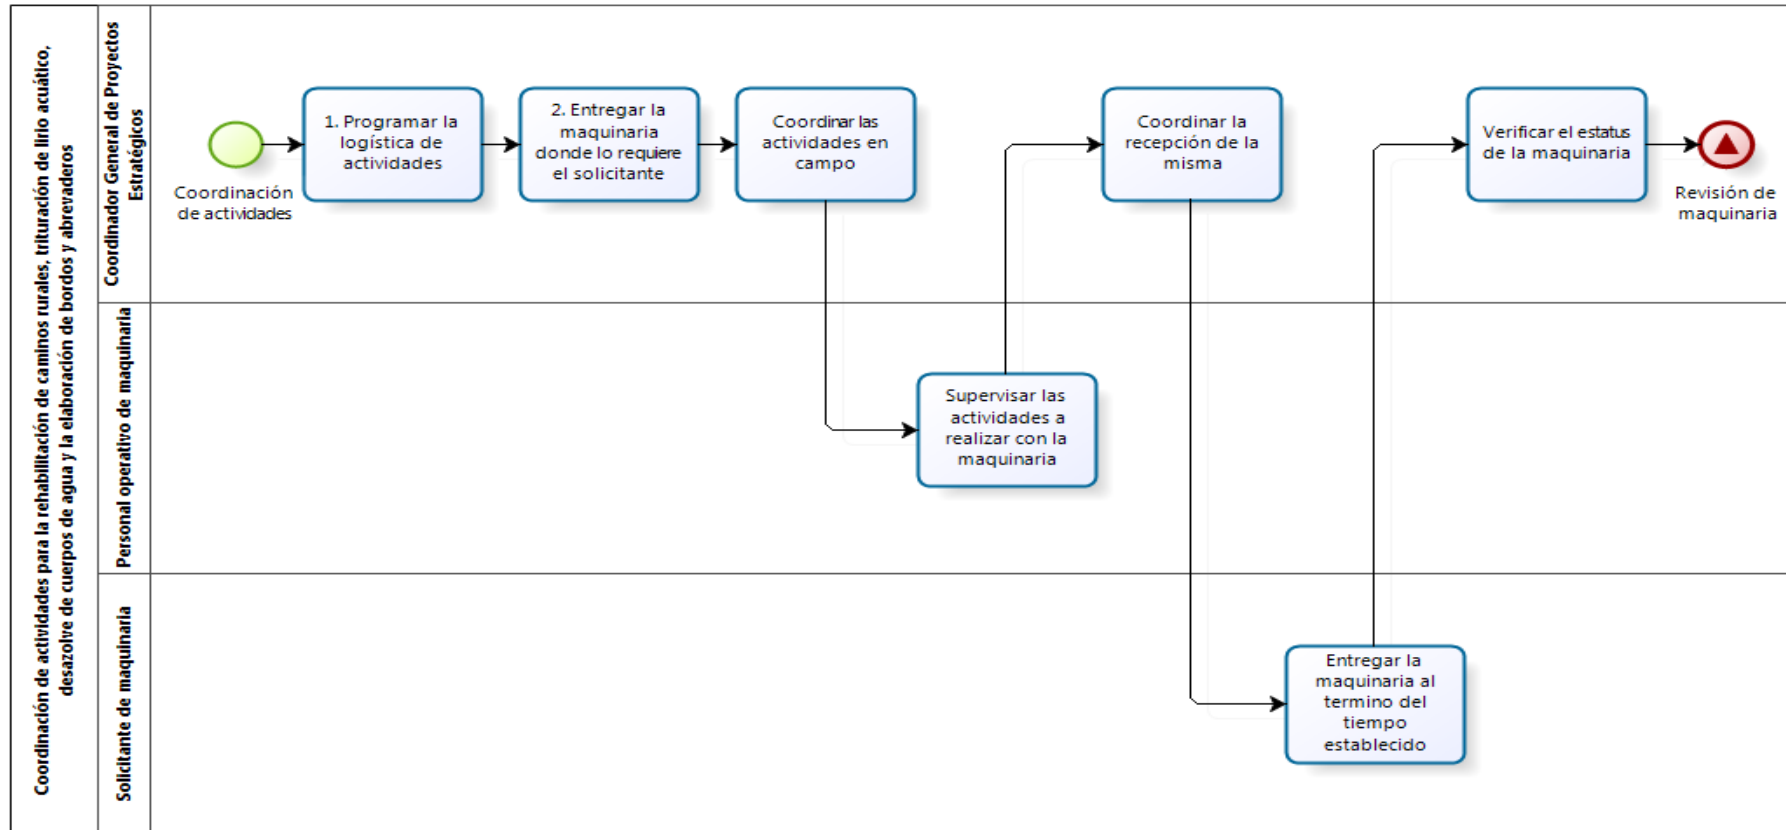 Coordinación de actividades para la rehabilitación de caminos rurales, trituración de lirio acuático,
desazolve de cuerpos de agua y la elaboración de bordos y abrevaderos
Coordinador General de Proyectos
Estratégicos
Coordinación
de actividades
1. Programar la
logística de
actividades
2. Entregar la
maquinaria
donde lo requiere
el solicitante
Coordinar las
actividades en
campo
Coordinar la
recepción de la
misma
Verificar el estatus
de la maquinaria
Revisión de
maquinaria
Personal operativo de maquinaria
Supervisar las
actividades a
realizar con la
maquinaria
Solicitante de maquinaria
Entregar la
maquinaria al
termino del
tiempo
establecido